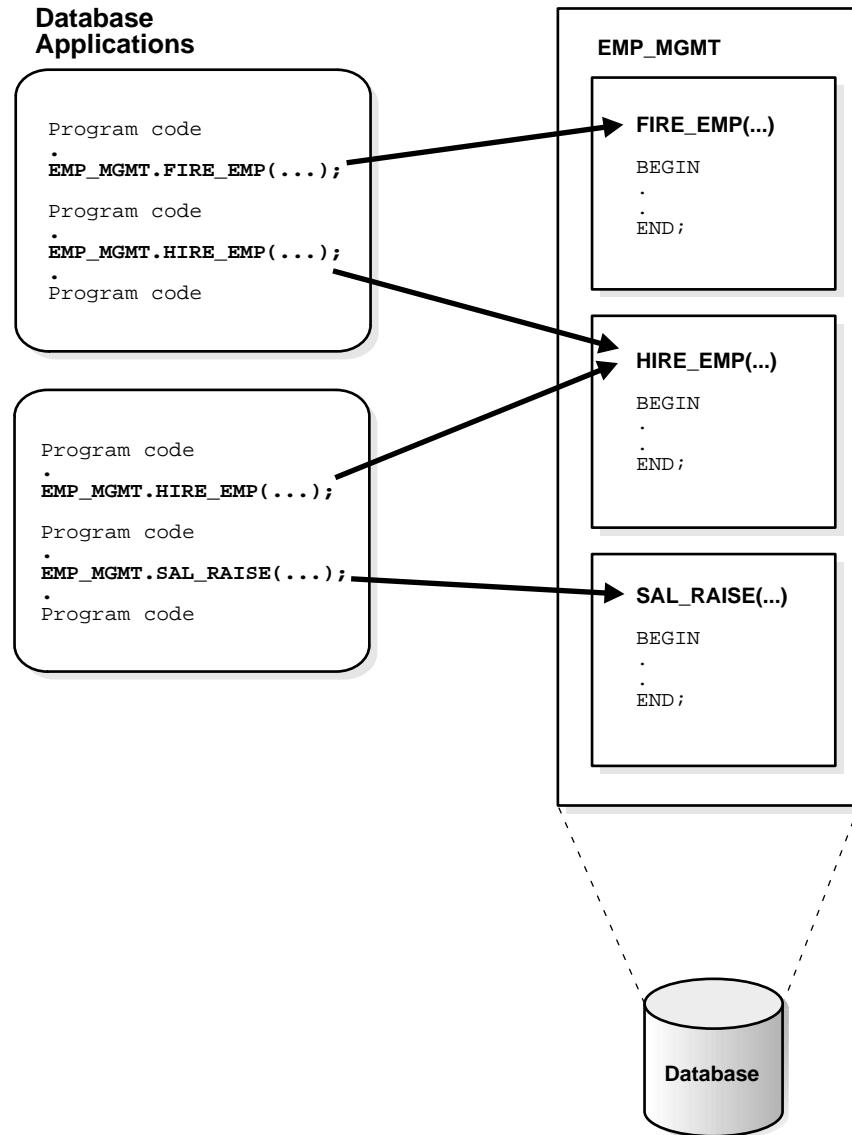 Database
Applications
Program code
.
EMP_MGMT.FIRE_EMP(...);
Program code
.
EMP_MGMT.HIRE_EMP(...);
.
Program code
Program code
.
EMP_MGMT.HIRE_EMP(...);
Program code
.
EMP_MGMT.SAL_RAISE(...);
.
Program code
EMP_MGMT
FIRE_EMP(...)
BEGIN
.
.
END;
HIRE_EMP(...)
BEGIN
.
.
END;
SAL_RAISE(...)
BEGIN
.
.
END;
Database